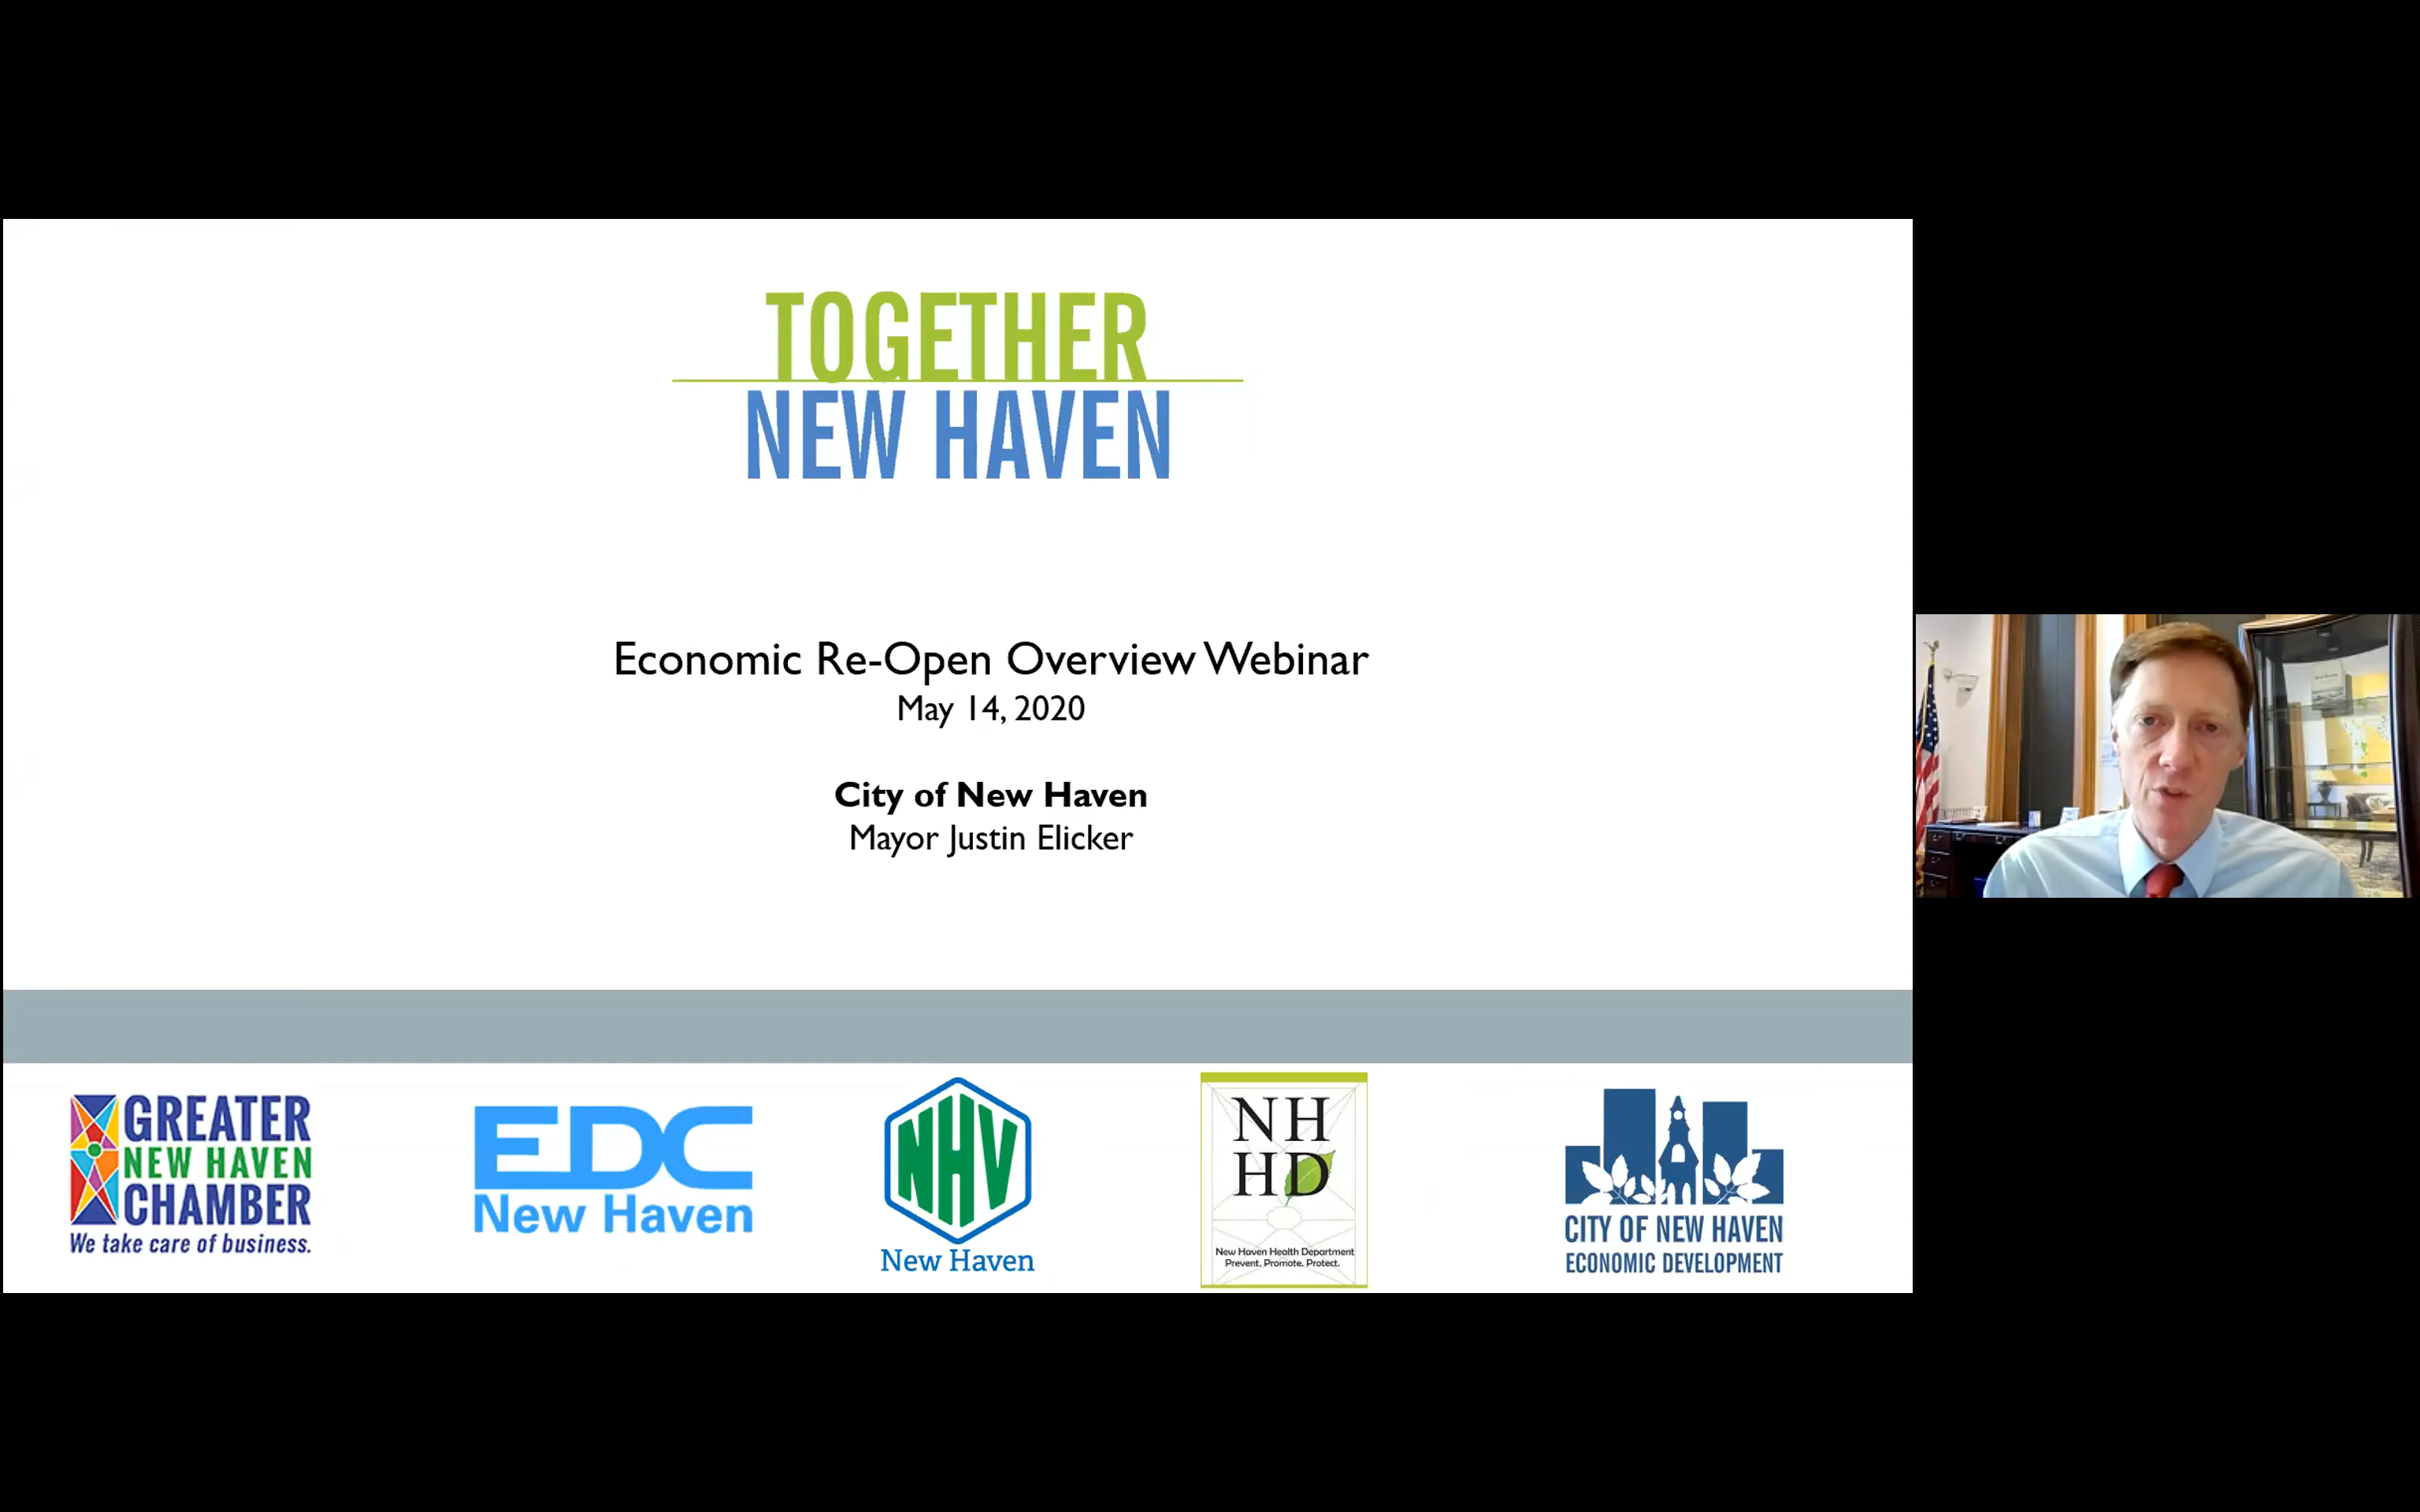 TOGETHER
NEW HAVEN
Economic Re-Open Overview Webinar
May 14, 2020
City of New Haven
Mayor Justin Elicker
GREATER
NEW HAVEN
CHAMBER
We take care of business.
EDC
New Haven
NHV
New Haven
NH
HD
New Haven Health Department
Prevent. Promote. Protect.
CITY OF NEW HAVEN
ECONOMIC DEVELOPMENT